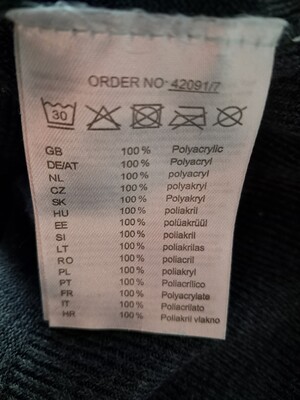 ORDER NO 42091/7
30
GB 100 % Polyacrylic
DE/AT 100 % Polyacryl
NL 100 % polyacryl
CZ 100 % polyakryl
SK 100 % Polyakryl
HU 100 % poliakril
EE 100 % polüakrüül
SI 100 % poliakril
LT 100 % poliakrilas
RO 100 % poliacril
PL 100 % poliakryl
PT 100 % Poliacrílico
FR 100 % Polyacrylate
IT 100 % Poliacrilato
HR 100 % Poliakril vlakno